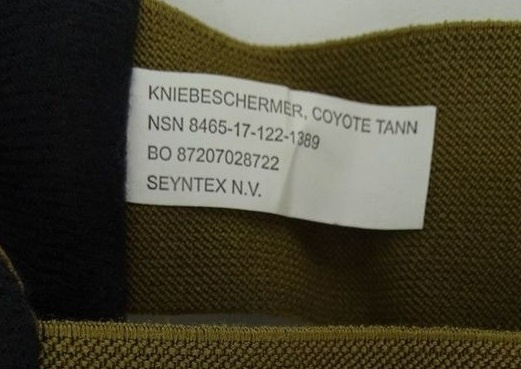 KNIEBESCHERMER, COYOTE TANN
NSN 8465-17-122-1389
BO 87207028722
SEYNTEX N.V.